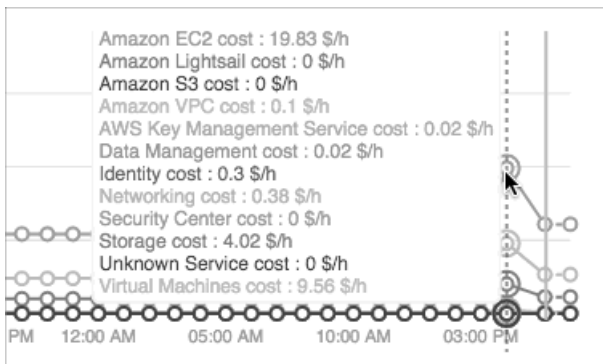 Amazon EC2 cost : 19.83 $/h
Amazon Lightsail cost : 0 $/h
Amazon S3 cost : 0 $/h
Amazon VPC cost : 0.1 $/h
AWS Key Management Service cost : 0.02 $/h
Data Management cost : 0.02 $/h
Identity cost : 0.3 $/h
Networking cost : 0.38 $/h
Security Center cost : 0 $/h
Storage cost : 4.02 $/h
Unknown Service cost : 0 $/h
Virtual Machines cost : 9.56 $/h
PM 12:00 AM 05:00 AM 10:00 AM 03:00 PM